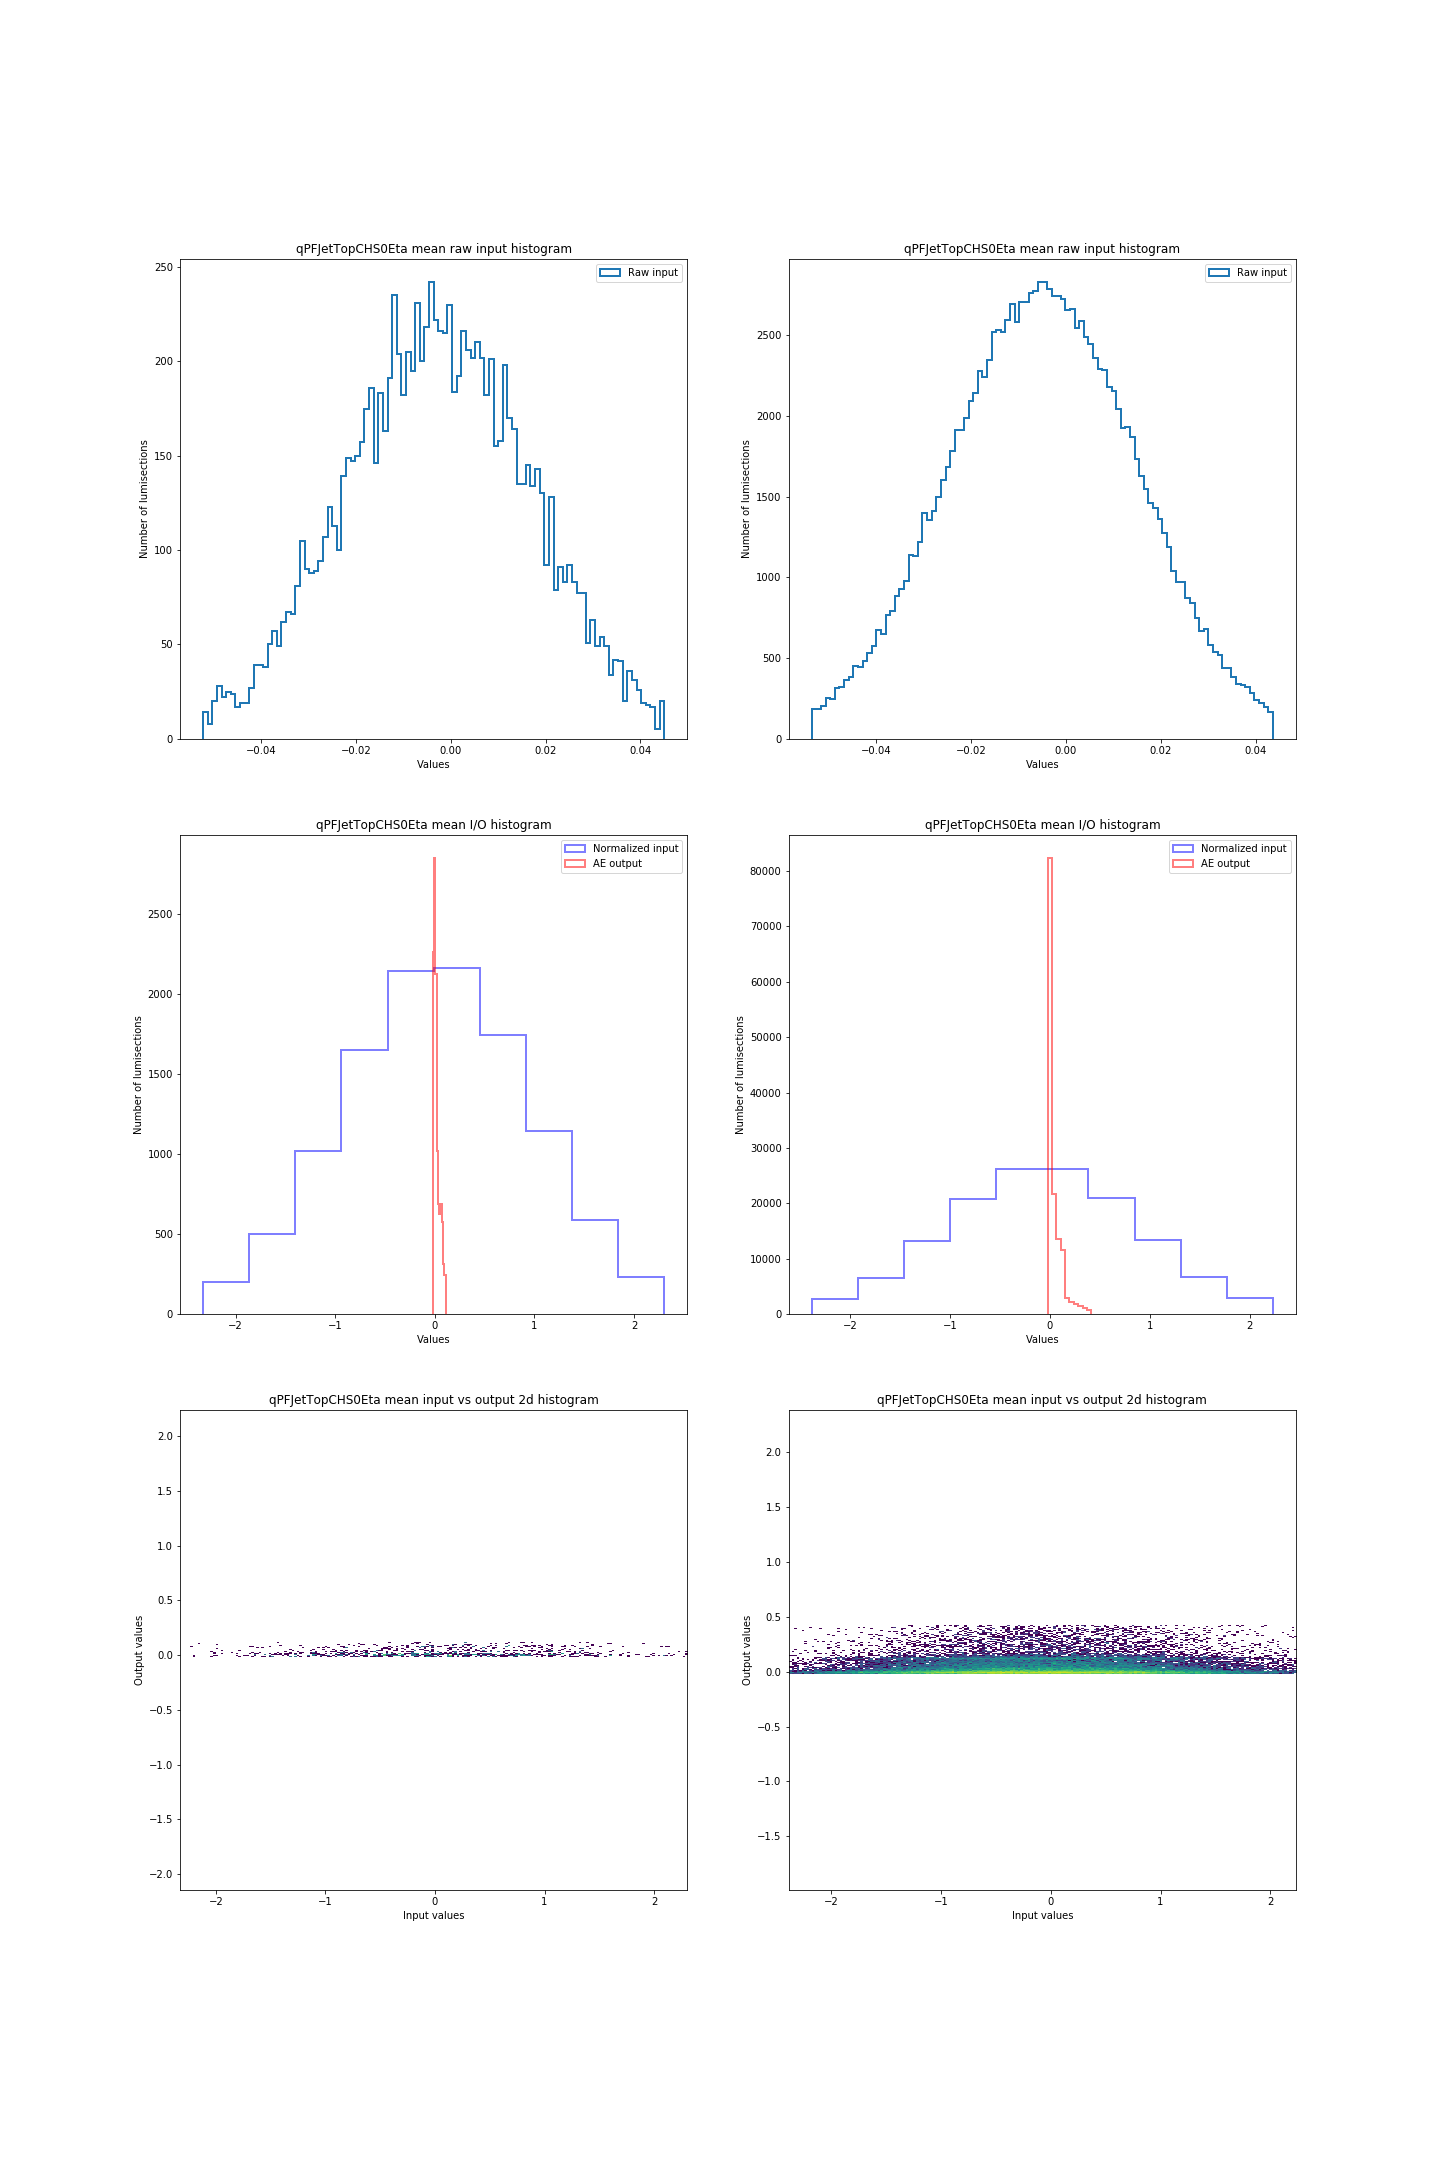 qPFJetTopCHS0Eta mean raw input histogram
Raw input
250
200
150
100
50
0
Number of lumisections
−0.04 −0.02 0.00 0.02 0.04
Values
qPFJetTopCHS0Eta mean raw input histogram
Raw input
2500
2000
1500
1000
500
0
Number of lumisections
−0.04 −0.02 0.00 0.02 0.04
Values
qPFJetTopCHS0Eta mean I/O histogram
Normalized input
AE output
2500
2000
1500
1000
500
0
Number of lumisections
−2 −1 0 1 2
Values
qPFJetTopCHS0Eta mean I/O histogram
Normalized input
AE output
80000
70000
60000
50000
40000
30000
20000
10000
0
Number of lumisections
−2 −1 0 1 2
Values
qPFJetTopCHS0Eta mean input vs output 2d histogram
2.0
1.5
1.0
0.5
0.0
−0.5
−1.0
−1.5
−2.0
Output values
−2 −1 0 1 2
Input values
qPFJetTopCHS0Eta mean input vs output 2d histogram
2.0
1.5
1.0
0.5
0.0
−0.5
−1.0
−1.5
Output values
−2 −1 0 1 2
Input values